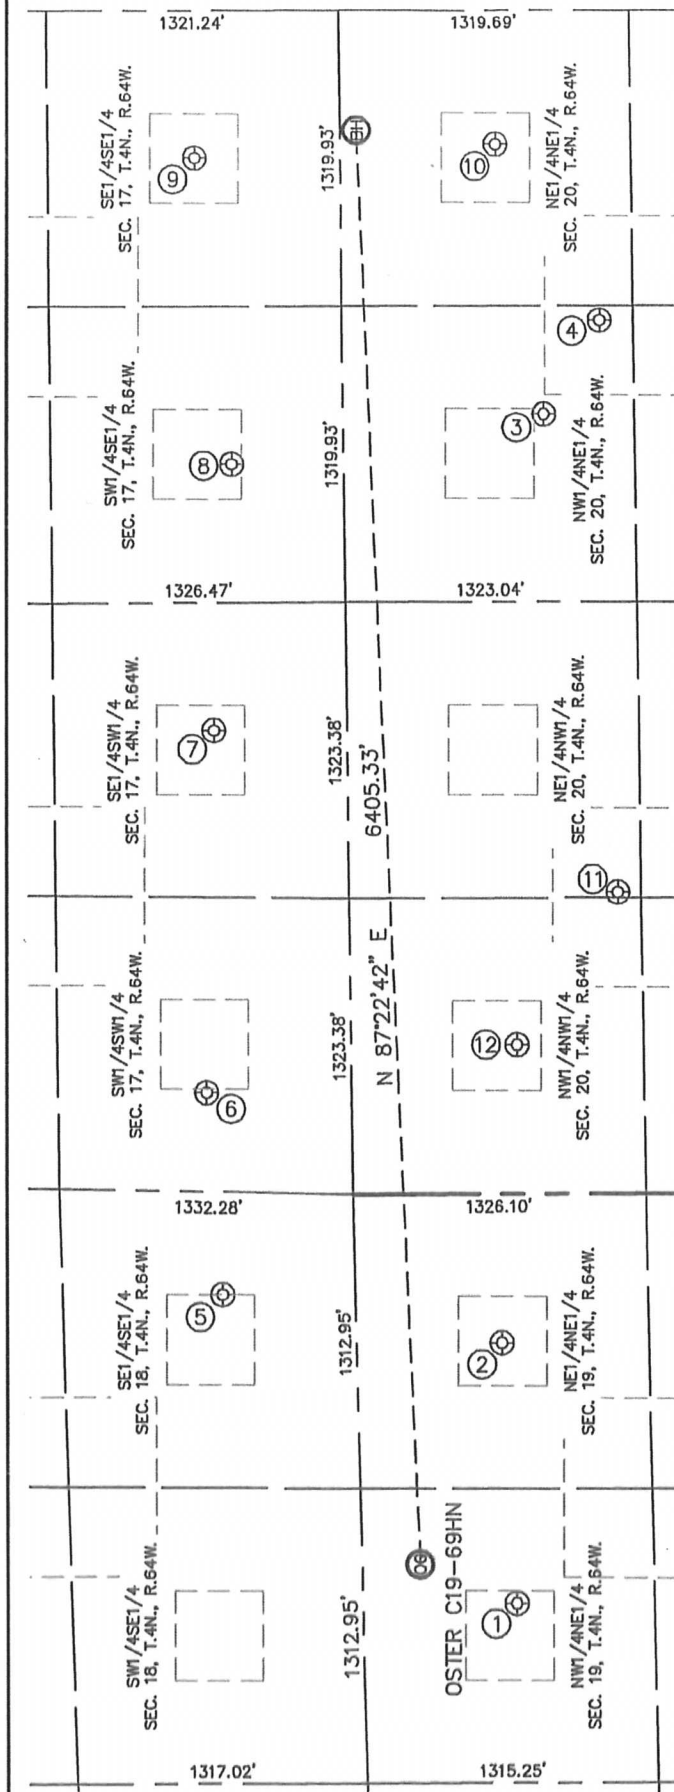 1321.24'
1319.69'
SE1/4SE1/4
SEC. 17, T.4N., R.64W.
9
1319.93'
BH
10
NE1/4NE1/4
SEC. 20, T.4N., R.64W.
4
SW1/4SE1/4
SEC. 17, T.4N., R.64W.
8
1319.93'
3
NW1/4NE1/4
SEC. 20, T.4N., R.64W.
1326.47'
1323.04'
SE1/4SW1/4
SEC. 17, T.4N., R.64W.
7
1323.38'
6405.33'
NE1/4NW1/4
SEC. 20, T.4N., R.64W.
11
SW1/4SW1/4
SEC. 17, T.4N., R.64W.
6
1323.38'
N 87°22'42" E
12
NW1/4NW1/4
SEC. 20, T.4N., R.64W.
1332.28'
1326.10'
SE1/4SE1/4
SEC. 18, T.4N., R.64W.
5
1312.95'
2
NE1/4NE1/4
SEC. 19, T.4N., R.64W.
SW1/4SE1/4
SEC. 18, T.4N., R.64W.
1312.95'
OSTER C19-69HN
1
NW1/4NE1/4
SEC. 19, T.4N., R.64W.
1317.02'
1315.25'